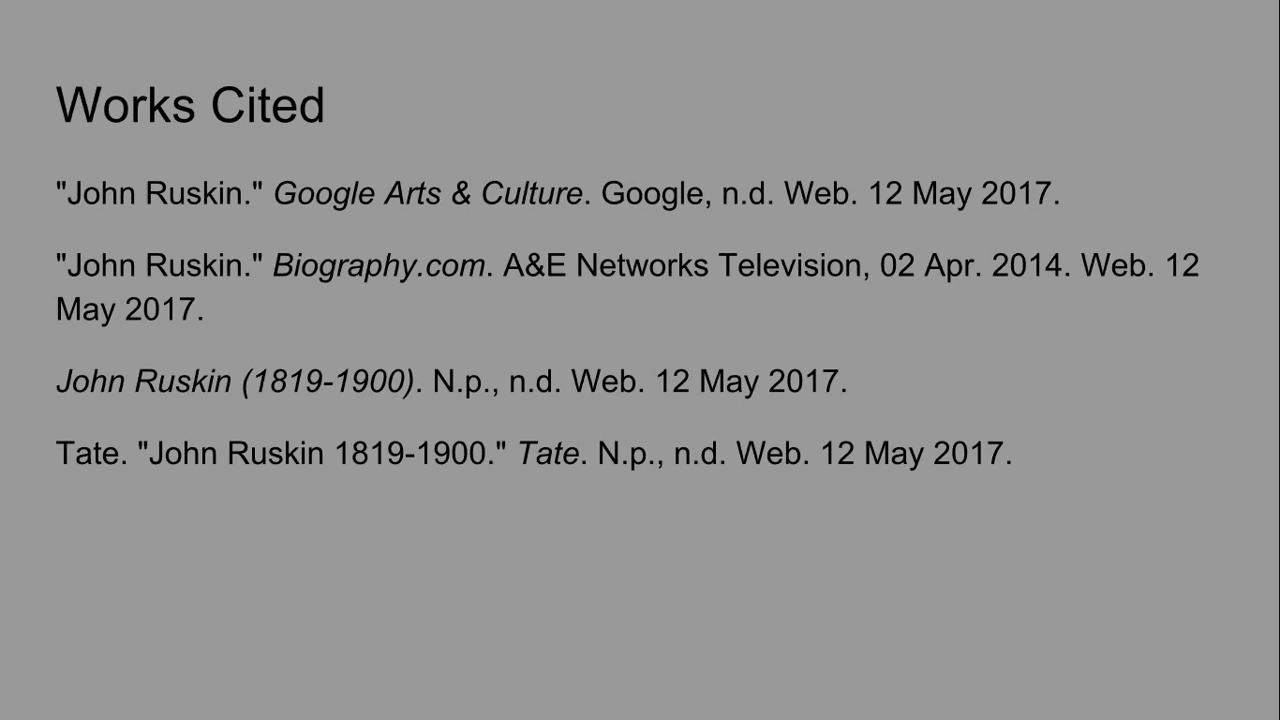 Works Cited
"John Ruskin." Google Arts & Culture. Google, n.d. Web. 12 May 2017.
"John Ruskin." Biography.com. A&E Networks Television, 02 Apr. 2014. Web. 12
May 2017.
John Ruskin (1819-1900). N.p., n.d. Web. 12 May 2017.
Tate. "John Ruskin 1819-1900." Tate. N.p., n.d. Web. 12 May 2017.